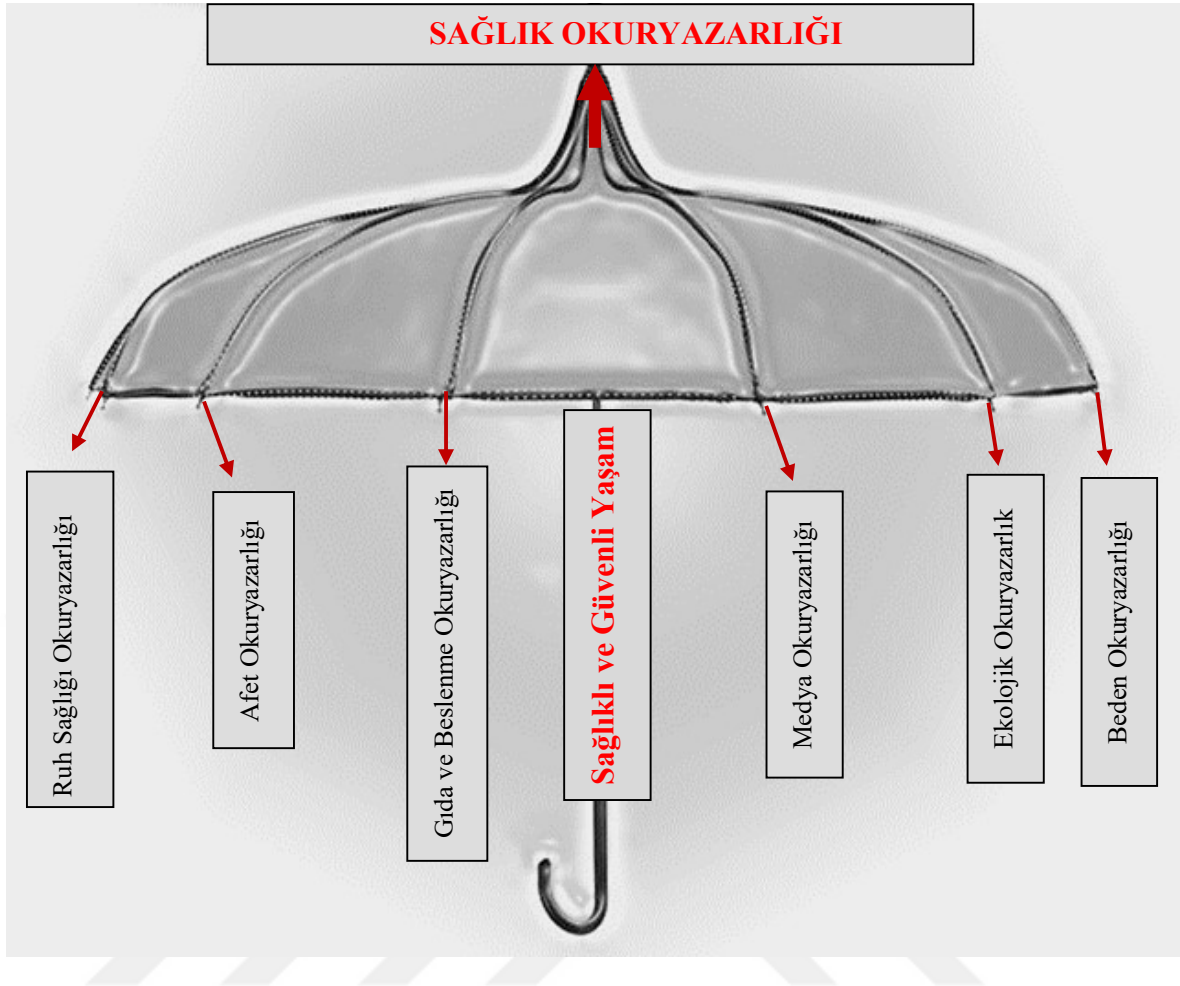 SAĞLIK OKURYAZARLIĞI
Ruh Sağlığı Okuryazarlığı
Afet Okuryazarlığı
Gıda ve Beslenme Okuryazarlığı
Sağlıklı ve Güvenli Yaşam
Medya Okuryazarlığı
Ekolojik Okuryazarlık
Beden Okuryazarlığı